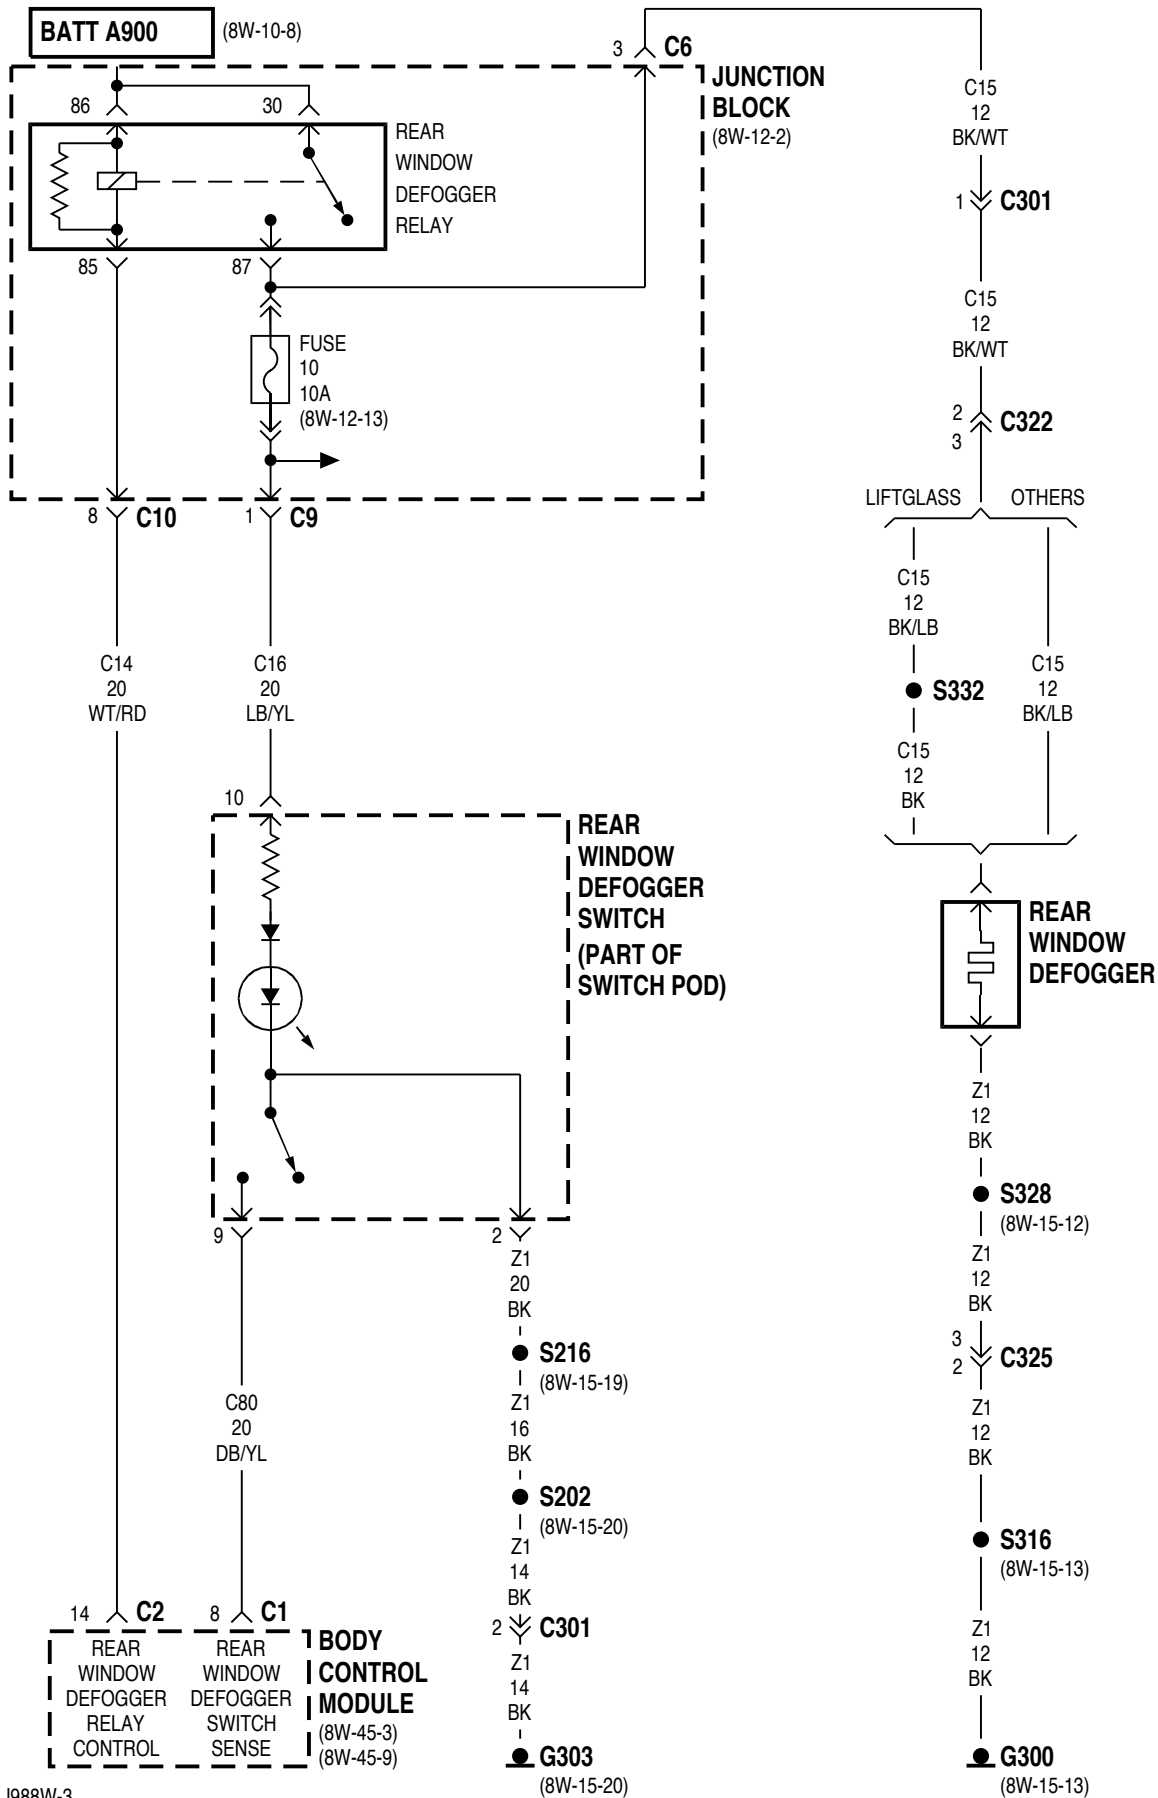 BATT A900
(8W-10-8)
3
C6
JUNCTION
BLOCK
(8W-12-2)
86
30
REAR
WINDOW
DEFOGGER
RELAY
85
87
FUSE
10
10A
(8W-12-13)
8
C10
1
C9
C15
12
BK/WT
1
C301
C15
12
BK/WT
2
C322
3
LIFTGLASS
OTHERS
C15
12
BK/LB
S332
C15
12
BK
C15
12
BK/LB
C14
20
WT/RD
C16
20
LB/YL
10
REAR
WINDOW
DEFOGGER
SWITCH
(PART OF
SWITCH POD)
REAR
WINDOW
DEFOGGER
9
2
Z1
20
BK
S216
(8W-15-19)
Z1
16
BK
S202
(8W-15-20)
Z1
14
BK
2
C301
Z1
14
BK
G303
(8W-15-20)
C80
20
DB/YL
Z1
12
BK
S328
(8W-15-12)
Z1
12
BK
3
2
C325
Z1
12
BK
S316
(8W-15-13)
Z1
12
BK
G300
(8W-15-13)
14
C2
8
C1
REAR
WINDOW
DEFOGGER
RELAY
CONTROL
REAR
WINDOW
DEFOGGER
SWITCH
SENSE
BODY
CONTROL
MODULE
(8W-45-3)
(8W-45-9)
J988W-3